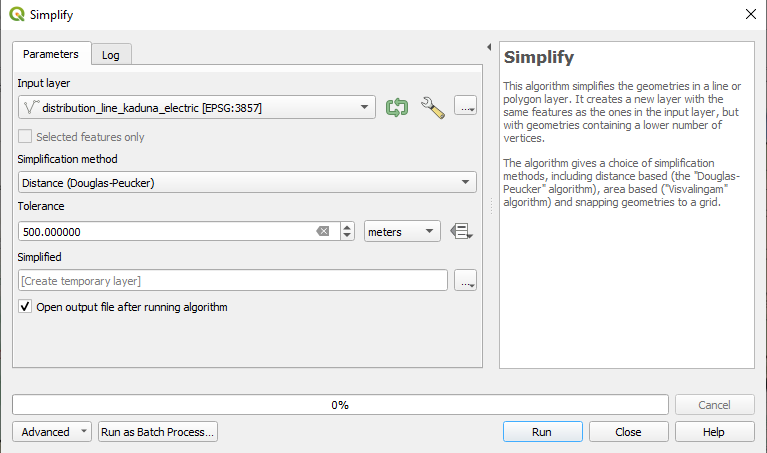 Simplify
Parameters
Log
Input layer
distribution_line_kaduna_electric [EPSG:3857]
...
Selected features only
Simplification method
Distance (Douglas-Peucker)
Tolerance
500.000000
meters
Simplified
[Create temporary layer]
...
Open output file after running algorithm
Simplify
This algorithm simplifies the geometries in a line or
polygon layer. It creates a new layer with the
same features as the ones in the input layer, but
with geometries containing a lower number of
vertices.
The algorithm gives a choice of simplification
methods, including distance based (the "Douglas-
Peucker" algorithm), area based ("Visvalingam"
algorithm) and snapping geometries to a grid.
0%
Cancel
Advanced
Run as Batch Process...
Run
Close
Help